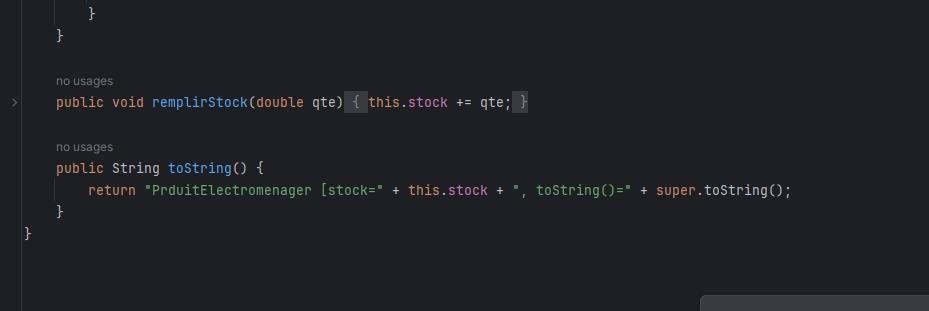 }
}
no usages
public void remplirStock(double qte) { this.stock += qte; }
no usages
public String toString() {
return "PrduitElectromenager [stock=" + this.stock + ", toString()=" + super.toString();
}
}